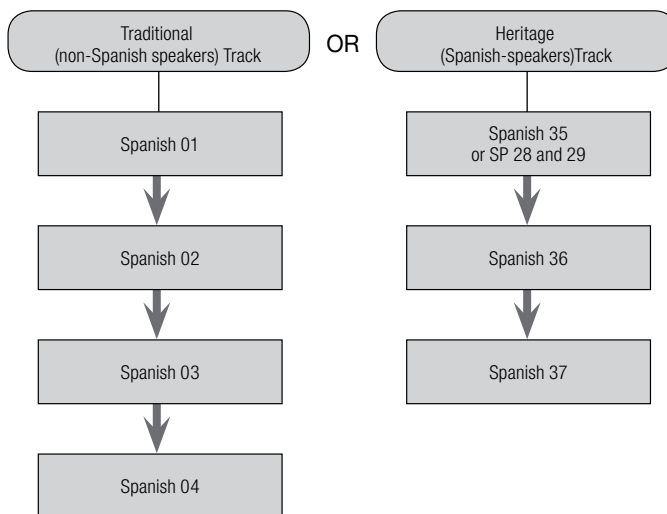 Traditional
(non-Spanish speakers) Track
OR
Heritage
(Spanish-speakers)Track
Spanish 01
Spanish 02
Spanish 03
Spanish 04
Spanish 35
or SP 28 and 29
Spanish 36
Spanish 37